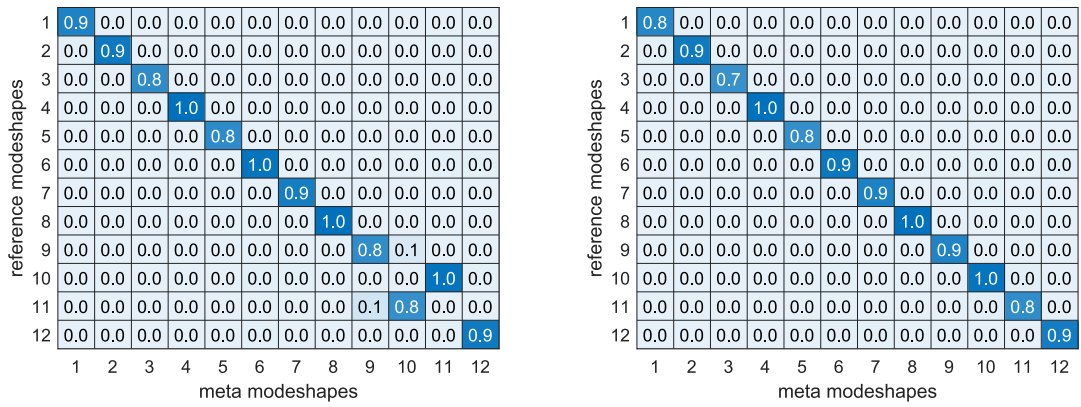 1 0.9 0.0 0.0 0.0 0.0 0.0 0.0 0.0 0.0 0.0 0.0 0.0
2 0.0 0.9 0.0 0.0 0.0 0.0 0.0 0.0 0.0 0.0 0.0 0.0
3 0.0 0.0 0.8 0.0 0.0 0.0 0.0 0.0 0.0 0.0 0.0 0.0
4 0.0 0.0 0.0 1.0 0.0 0.0 0.0 0.0 0.0 0.0 0.0 0.0
5 0.0 0.0 0.0 0.0 0.8 0.0 0.0 0.0 0.0 0.0 0.0 0.0
6 0.0 0.0 0.0 0.0 0.0 1.0 0.0 0.0 0.0 0.0 0.0 0.0
7 0.0 0.0 0.0 0.0 0.0 0.0 0.9 0.0 0.0 0.0 0.0 0.0
8 0.0 0.0 0.0 0.0 0.0 0.0 0.0 1.0 0.0 0.0 0.0 0.0
9 0.0 0.0 0.0 0.0 0.0 0.0 0.0 0.0 0.8 0.1 0.0 0.0
10 0.0 0.0 0.0 0.0 0.0 0.0 0.0 0.0 0.0 0.0 1.0 0.0
11 0.0 0.0 0.0 0.0 0.0 0.0 0.0 0.0 0.1 0.8 0.0 0.0
12 0.0 0.0 0.0 0.0 0.0 0.0 0.0 0.0 0.0 0.0 0.0 0.9
1 2 3 4 5 6 7 8 9 10 11 12
reference modeshapes
meta modeshapes
1 0.8 0.0 0.0 0.0 0.0 0.0 0.0 0.0 0.0 0.0 0.0 0.0
2 0.0 0.9 0.0 0.0 0.0 0.0 0.0 0.0 0.0 0.0 0.0 0.0
3 0.0 0.0 0.7 0.0 0.0 0.0 0.0 0.0 0.0 0.0 0.0 0.0
4 0.0 0.0 0.0 1.0 0.0 0.0 0.0 0.0 0.0 0.0 0.0 0.0
5 0.0 0.0 0.0 0.0 0.8 0.0 0.0 0.0 0.0 0.0 0.0 0.0
6 0.0 0.0 0.0 0.0 0.0 0.9 0.0 0.0 0.0 0.0 0.0 0.0
7 0.0 0.0 0.0 0.0 0.0 0.0 0.9 0.0 0.0 0.0 0.0 0.0
8 0.0 0.0 0.0 0.0 0.0 0.0 0.0 1.0 0.0 0.0 0.0 0.0
9 0.0 0.0 0.0 0.0 0.0 0.0 0.0 0.0 0.9 0.0 0.0 0.0
10 0.0 0.0 0.0 0.0 0.0 0.0 0.0 0.0 0.0 1.0 0.0 0.0
11 0.0 0.0 0.0 0.0 0.0 0.0 0.0 0.0 0.0 0.0 0.8 0.0
12 0.0 0.0 0.0 0.0 0.0 0.0 0.0 0.0 0.0 0.0 0.0 0.9
1 2 3 4 5 6 7 8 9 10 11 12
reference modeshapes
meta modeshapes